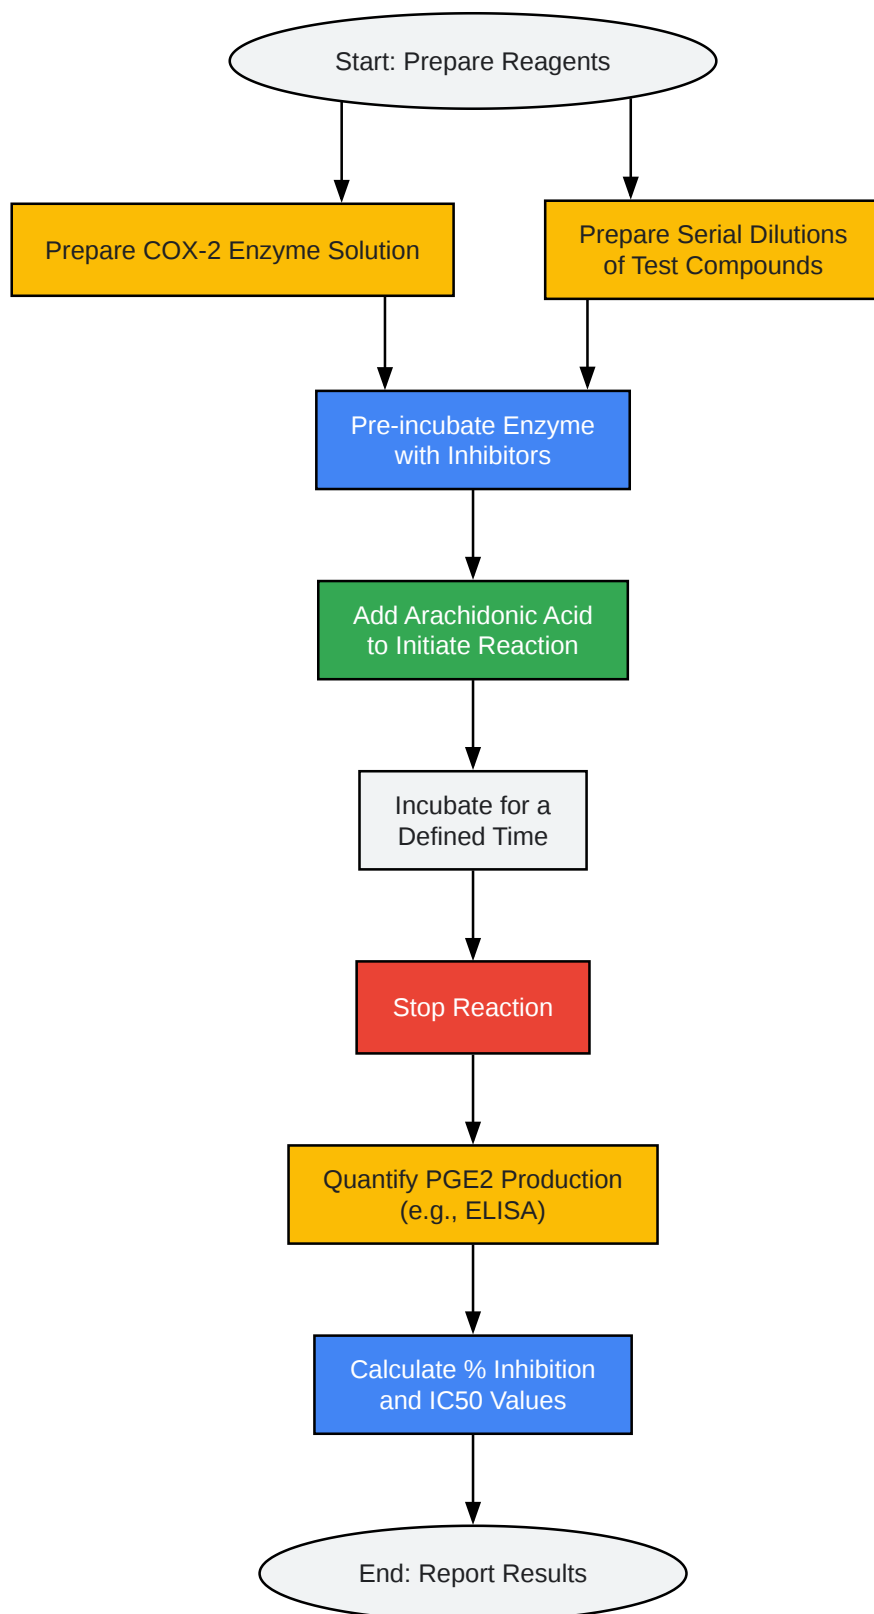 Start: Prepare Reagents
Prepare COX-2 Enzyme Solution
Prepare Serial Dilutions
of Test Compounds
Pre-incubate Enzyme
with Inhibitors
Add Arachidonic Acid
to Initiate Reaction
Incubate for a
Defined Time
Stop Reaction
Quantify PGE2 Production
(e.g., ELISA)
Calculate % Inhibition
and IC50 Values
End: Report Results